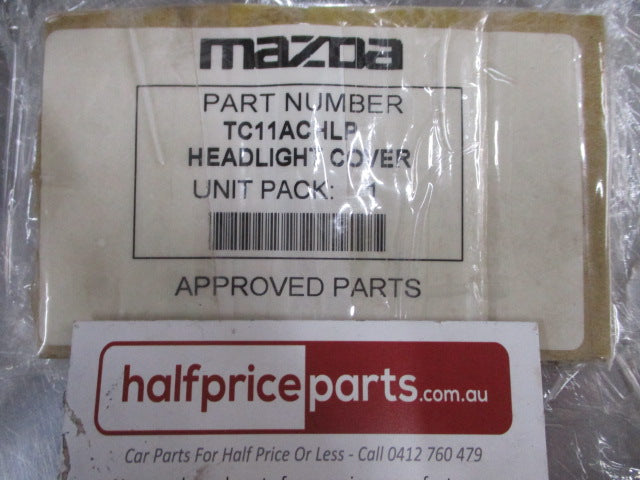 mazda
PART NUMBER
TC11ACHLP
HEADLIGHT COVER
UNIT PACK: 1
APPROVED PARTS
halfpriceparts.com.au
Car Parts For Half Price Or Less - Call 0412 760 479